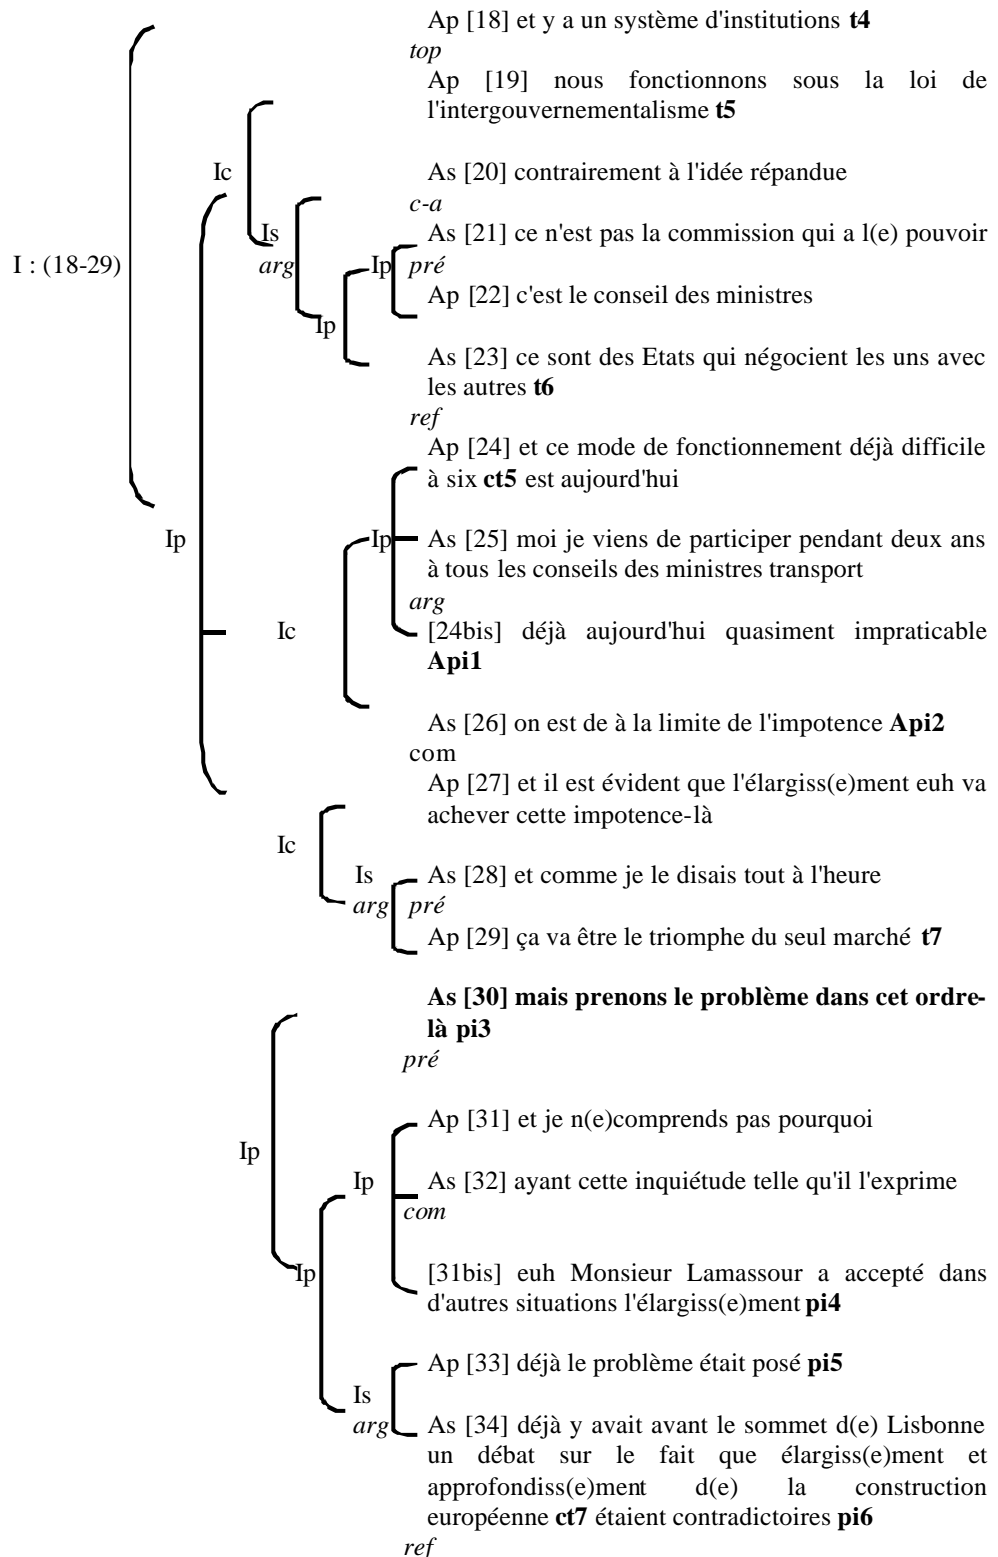 Ap [18] et y a un système d'institutions t4
top
Ap [19] nous fonctionnons sous la loi de
l'intergouvernementalisme t5
Ic
As [20] contrairement à l'idée répandue
c-a
Is
As [21] ce n'est pas la commission qui a l(e) pouvoir
I : (18-29)
arg
Ip
pré
Ap [22] c'est le conseil des ministres
Ip
As [23] ce sont des Etats qui négocient les uns avec
les autres t6
ref
Ap [24] et ce mode de fonctionnement déjà difficile
à six ct5 est aujourd'hui
Ip
Ip
As [25] moi je viens de participer pendant deux ans
à tous les conseils des ministres transport
arg
Ic
[24bis] déjà aujourd'hui quasiment impraticable
Api1
As [26] on est de à la limite de l'impotence Api2
com
Ap [27] et il est évident que l'élargiss(e)ment euh va
achever cette impotence-là
Ic
Is
As [28] et comme je le disais tout à l'heure
arg
pré
Ap [29] ça va être le triomphe du seul marché t7
As [30] mais prenons le problème dans cet ordre-
là pi3
pré
Ap [31] et je n(e)comprends pas pourquoi
Ip
Ip
As [32] ayant cette inquiétude telle qu'il l'exprime
com
Ip
[31bis] euh Monsieur Lamassour a accepté dans
d'autres situations l'élargiss(e)ment pi4
Ap [33] déjà le problème était posé pi5
Is
arg
As [34] déjà y avait avant le sommet d(e) Lisbonne
un débat sur le fait que élargiss(e)ment et
approfondiss(e)ment d(e) la construction
européenne ct7 étaient contradictoires pi6
ref